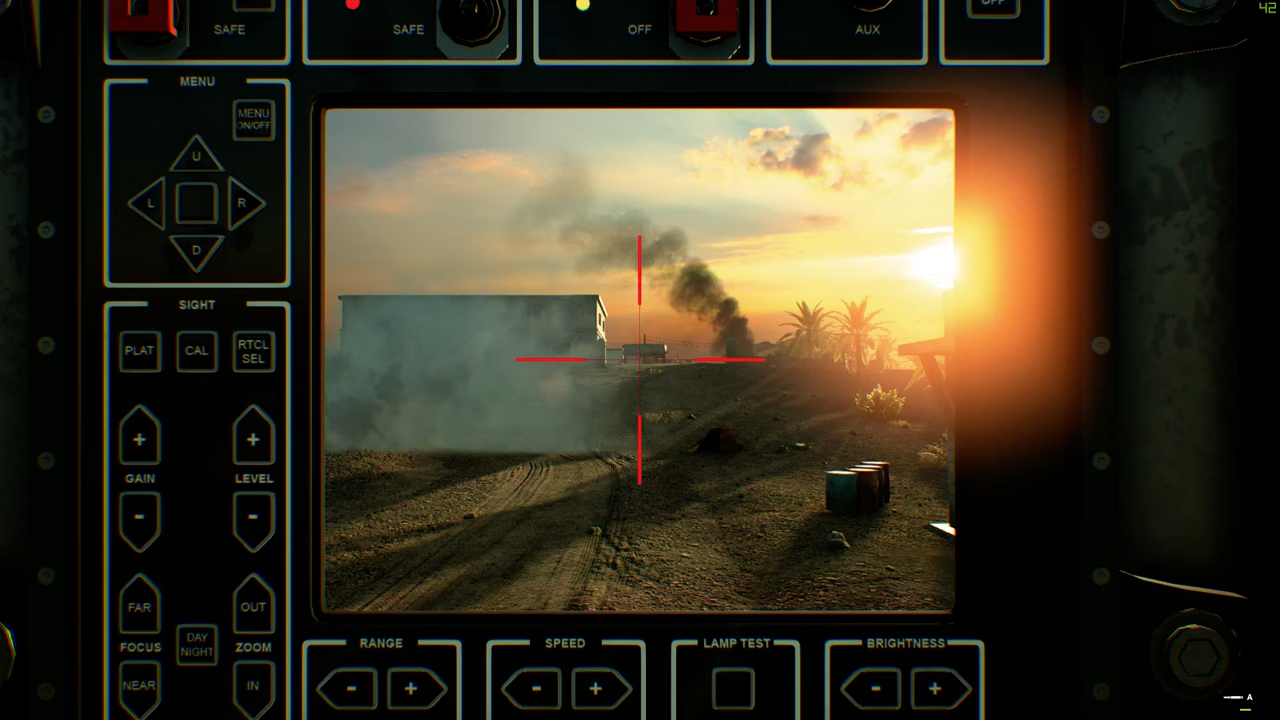 42
OFF
SAFE
SAFE
OFF
AUX
MENU
MENU
ON/OFF
U
L
R
D
SIGHT
PLAT
CAL
RTCL
SEL
+
+
GAIN
LEVEL
-
-
FAR
OUT
DAY
NIGHT
FOCUS
ZOOM
NEAR
IN
RANGE
- +
SPEED
- +
LAMP TEST
BRIGHTNESS
- +
A